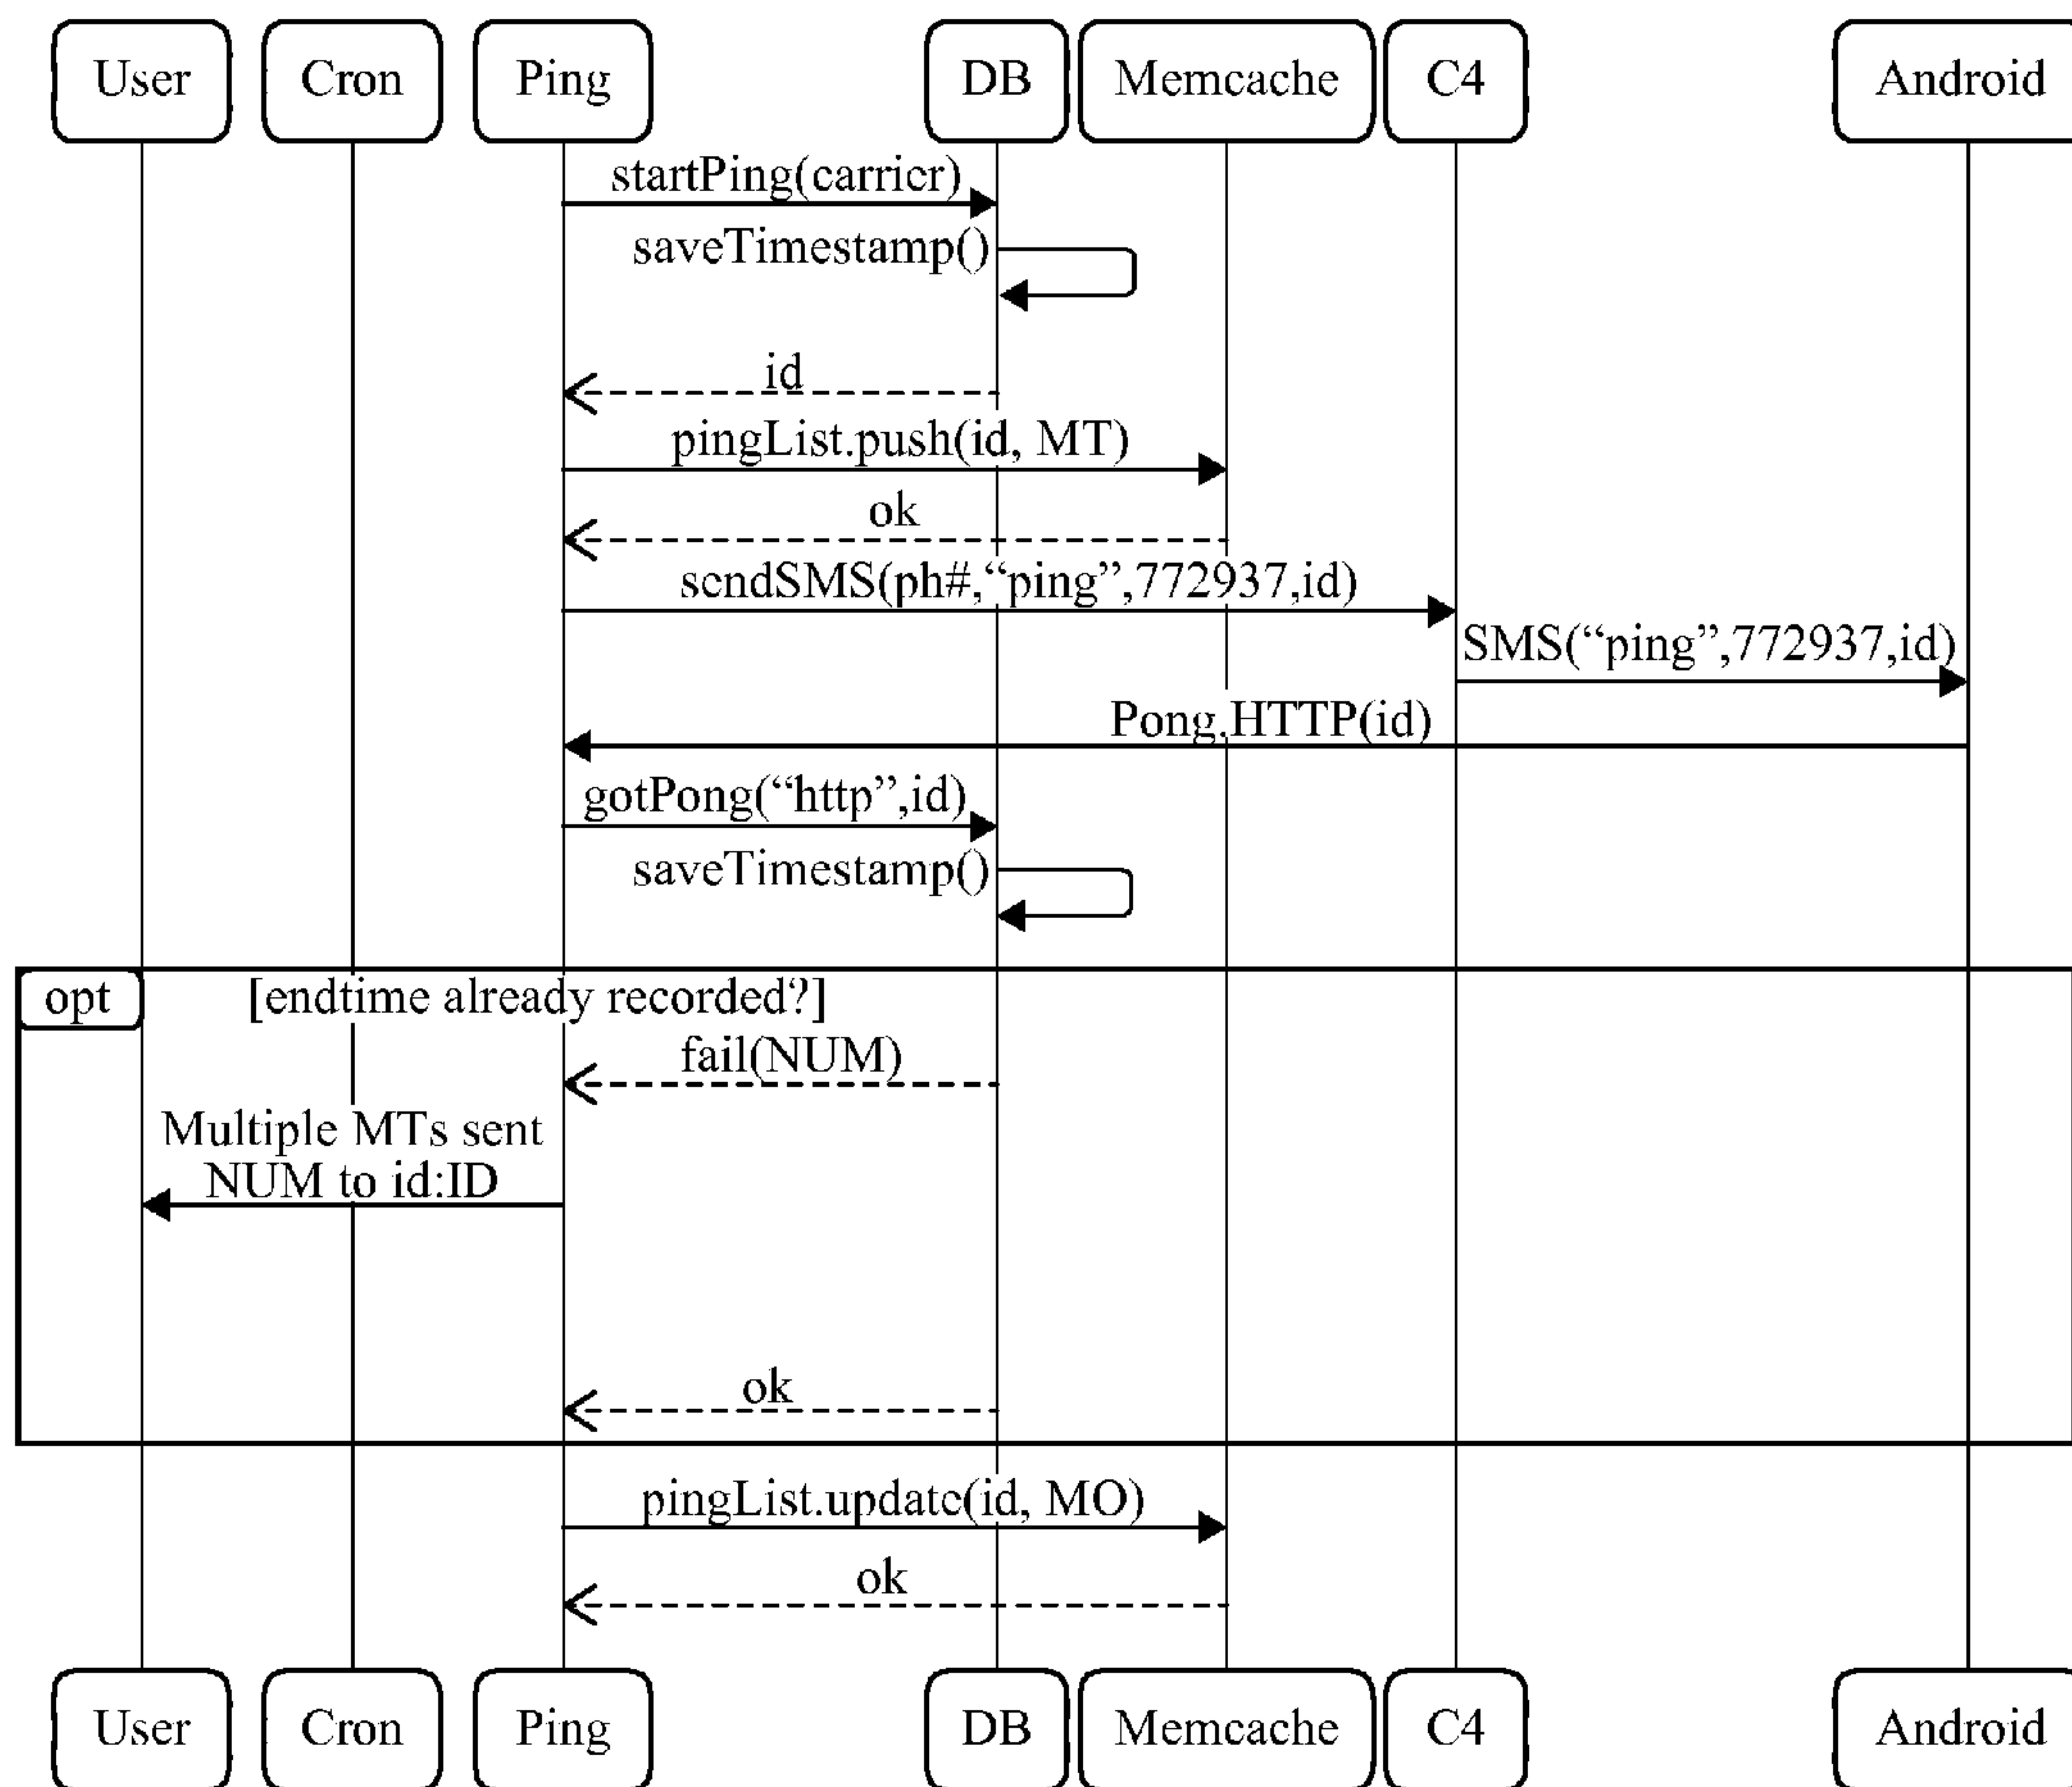 User Cron Ping DB Memcache C4 Android
startPing(carrier)
saveTimestamp()
id
pingList.push(id, MT)
ok
sendSMS(ph#,“ping”,772937,id)
SMS(“ping”,772937,id)
Pong.HTTP(id)
gotPong(“http”,id)
saveTimestamp()
opt [endtime already recorded?]
fail(NUM)
Multiple MTs sent
NUM to id:ID
ok
pingList.update(id, MO)
ok
User Cron Ping DB Memcache C4 Android